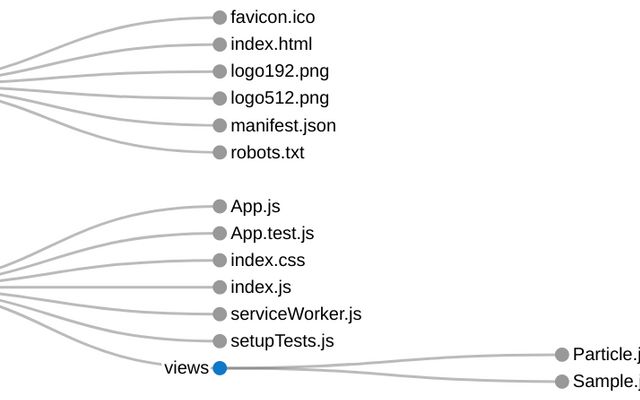 favicon.ico
index.html
logo192.png
logo512.png
manifest.json
robots.txt
App.js
App.test.js
index.css
index.js
serviceWorker.js
setupTests.js
views
Particle.j
Sample.j